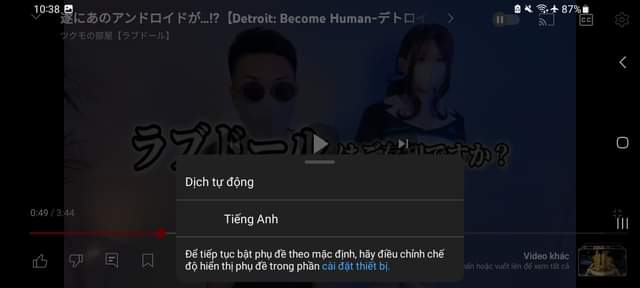 10:38
87%
遂にあのアンドロイドが…!?【Detroit: Become Human-デトロイ
ツクモの部屋【ラブドール】
ラブドール
ですか？
Dịch tự động
Tiếng Anh
0:49 / 3:44
Để tiếp tục bật phụ đề theo mặc định, hãy điều chỉnh chế
độ hiển thị phụ đề trong phần cài đặt thiết bị.
Video khác
hấn hoặc vuốt lên để xem tất cả